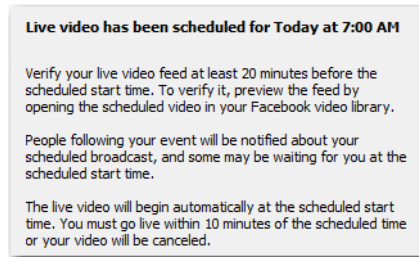 Live video has been scheduled for Today at 7:00 AM
Verify your live video feed at least 20 minutes before the
scheduled start time. To verify it, preview the feed by
opening the scheduled video in your Facebook video library.
People following your event will be notified about your
scheduled broadcast, and some may be waiting for you at the
scheduled start time.
The live video will begin automatically at the scheduled start
time. You must go live within 10 minutes of the scheduled time
or your video will be canceled.